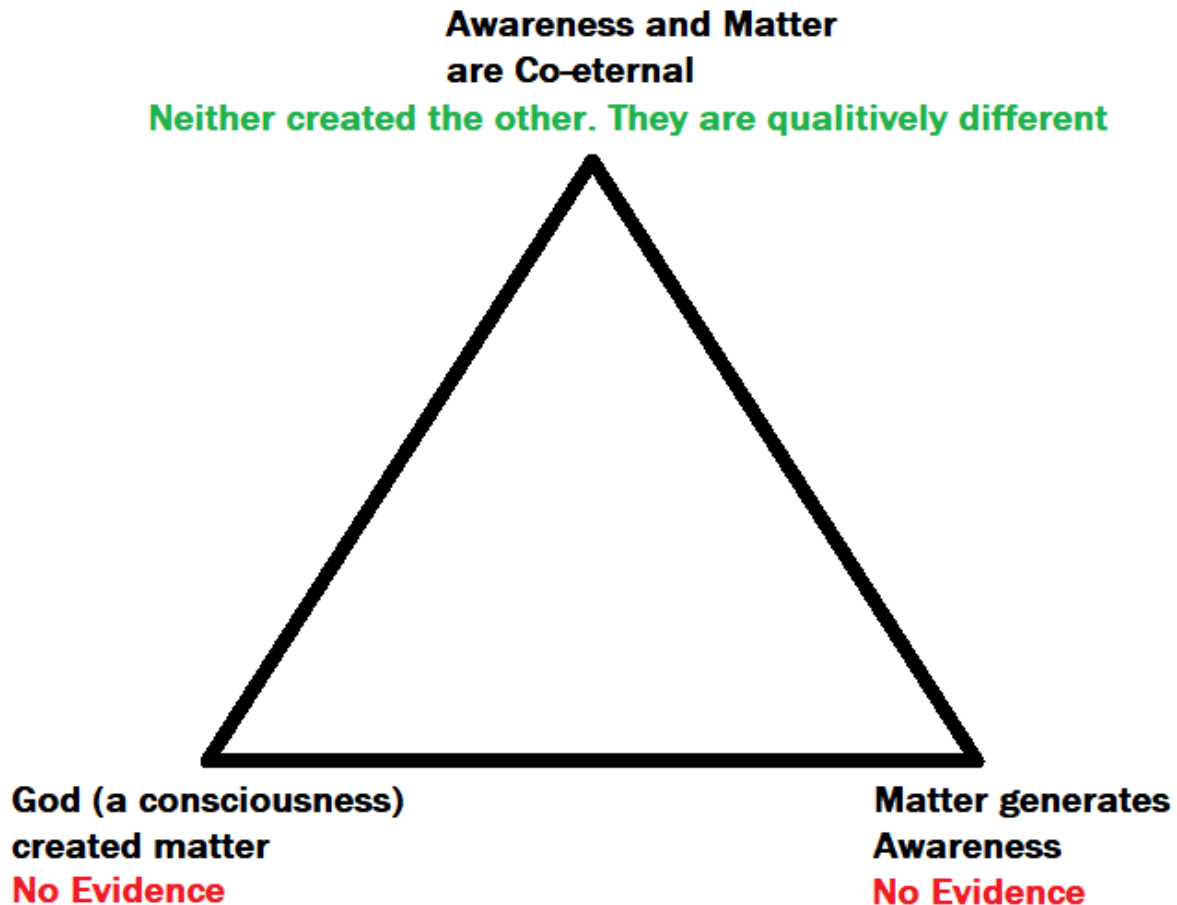 Awareness and Matter
are Co-eternal
Neither created the other. They are qualitively different
God (a consciousness)
created matter
No Evidence
Matter generates
Awareness
No Evidence